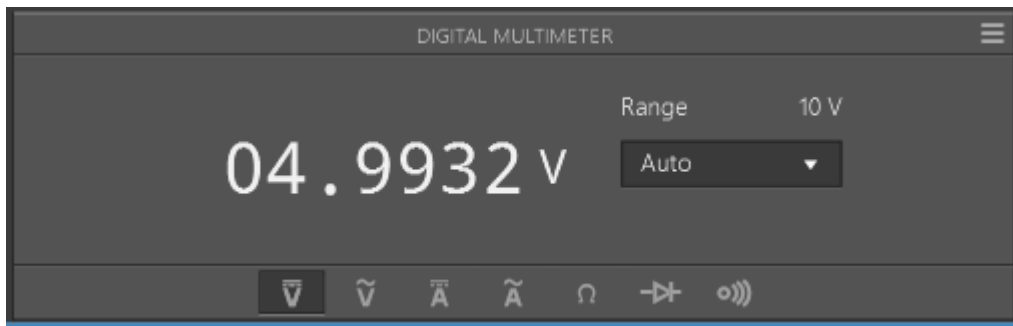 DIGITAL MULTIMETER
Range 10 V
04.9932 V
Auto
V V A A Ω